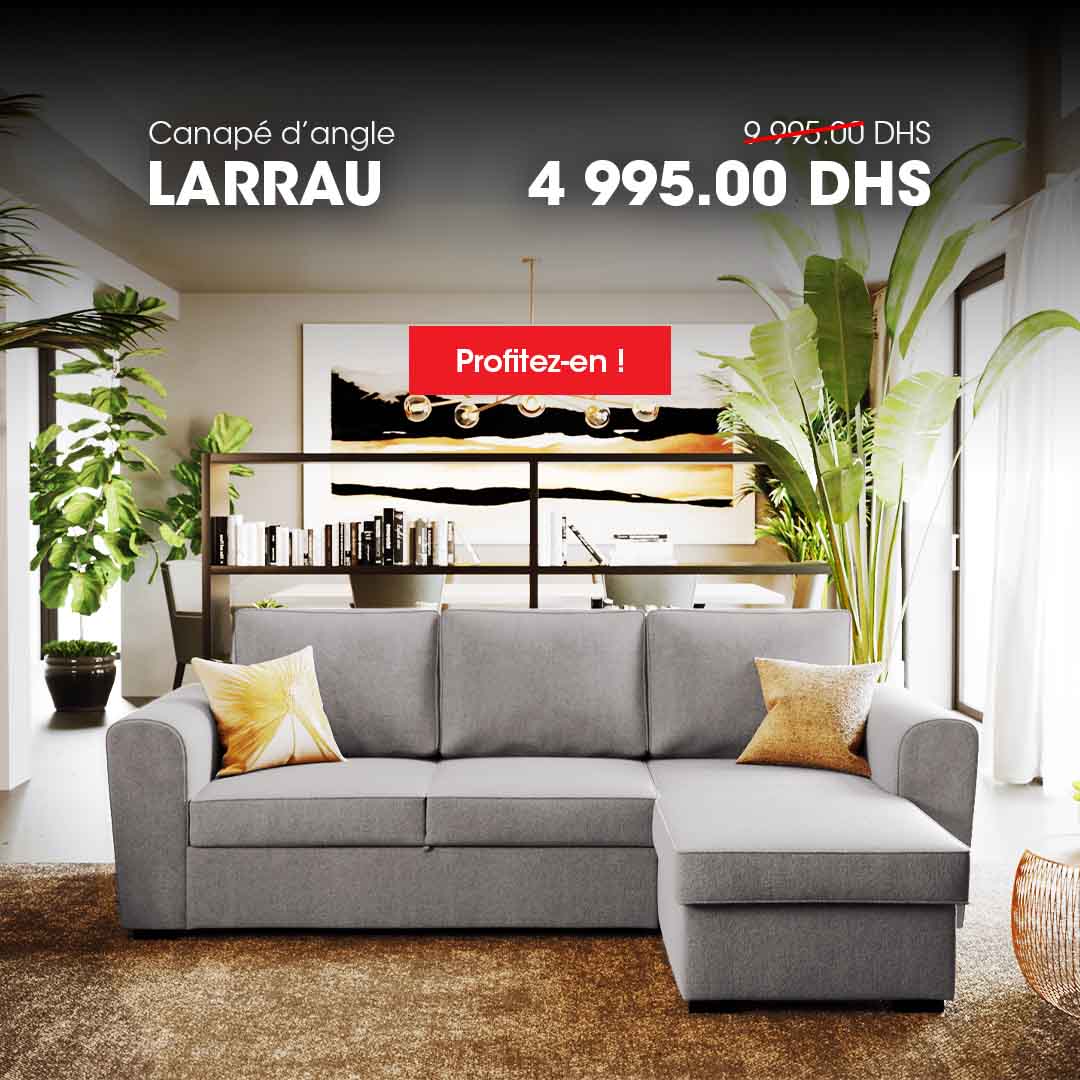 Canapé d'angle
LARRAU
9 995.00 DHS
4 995.00 DHS
Profitez-en !